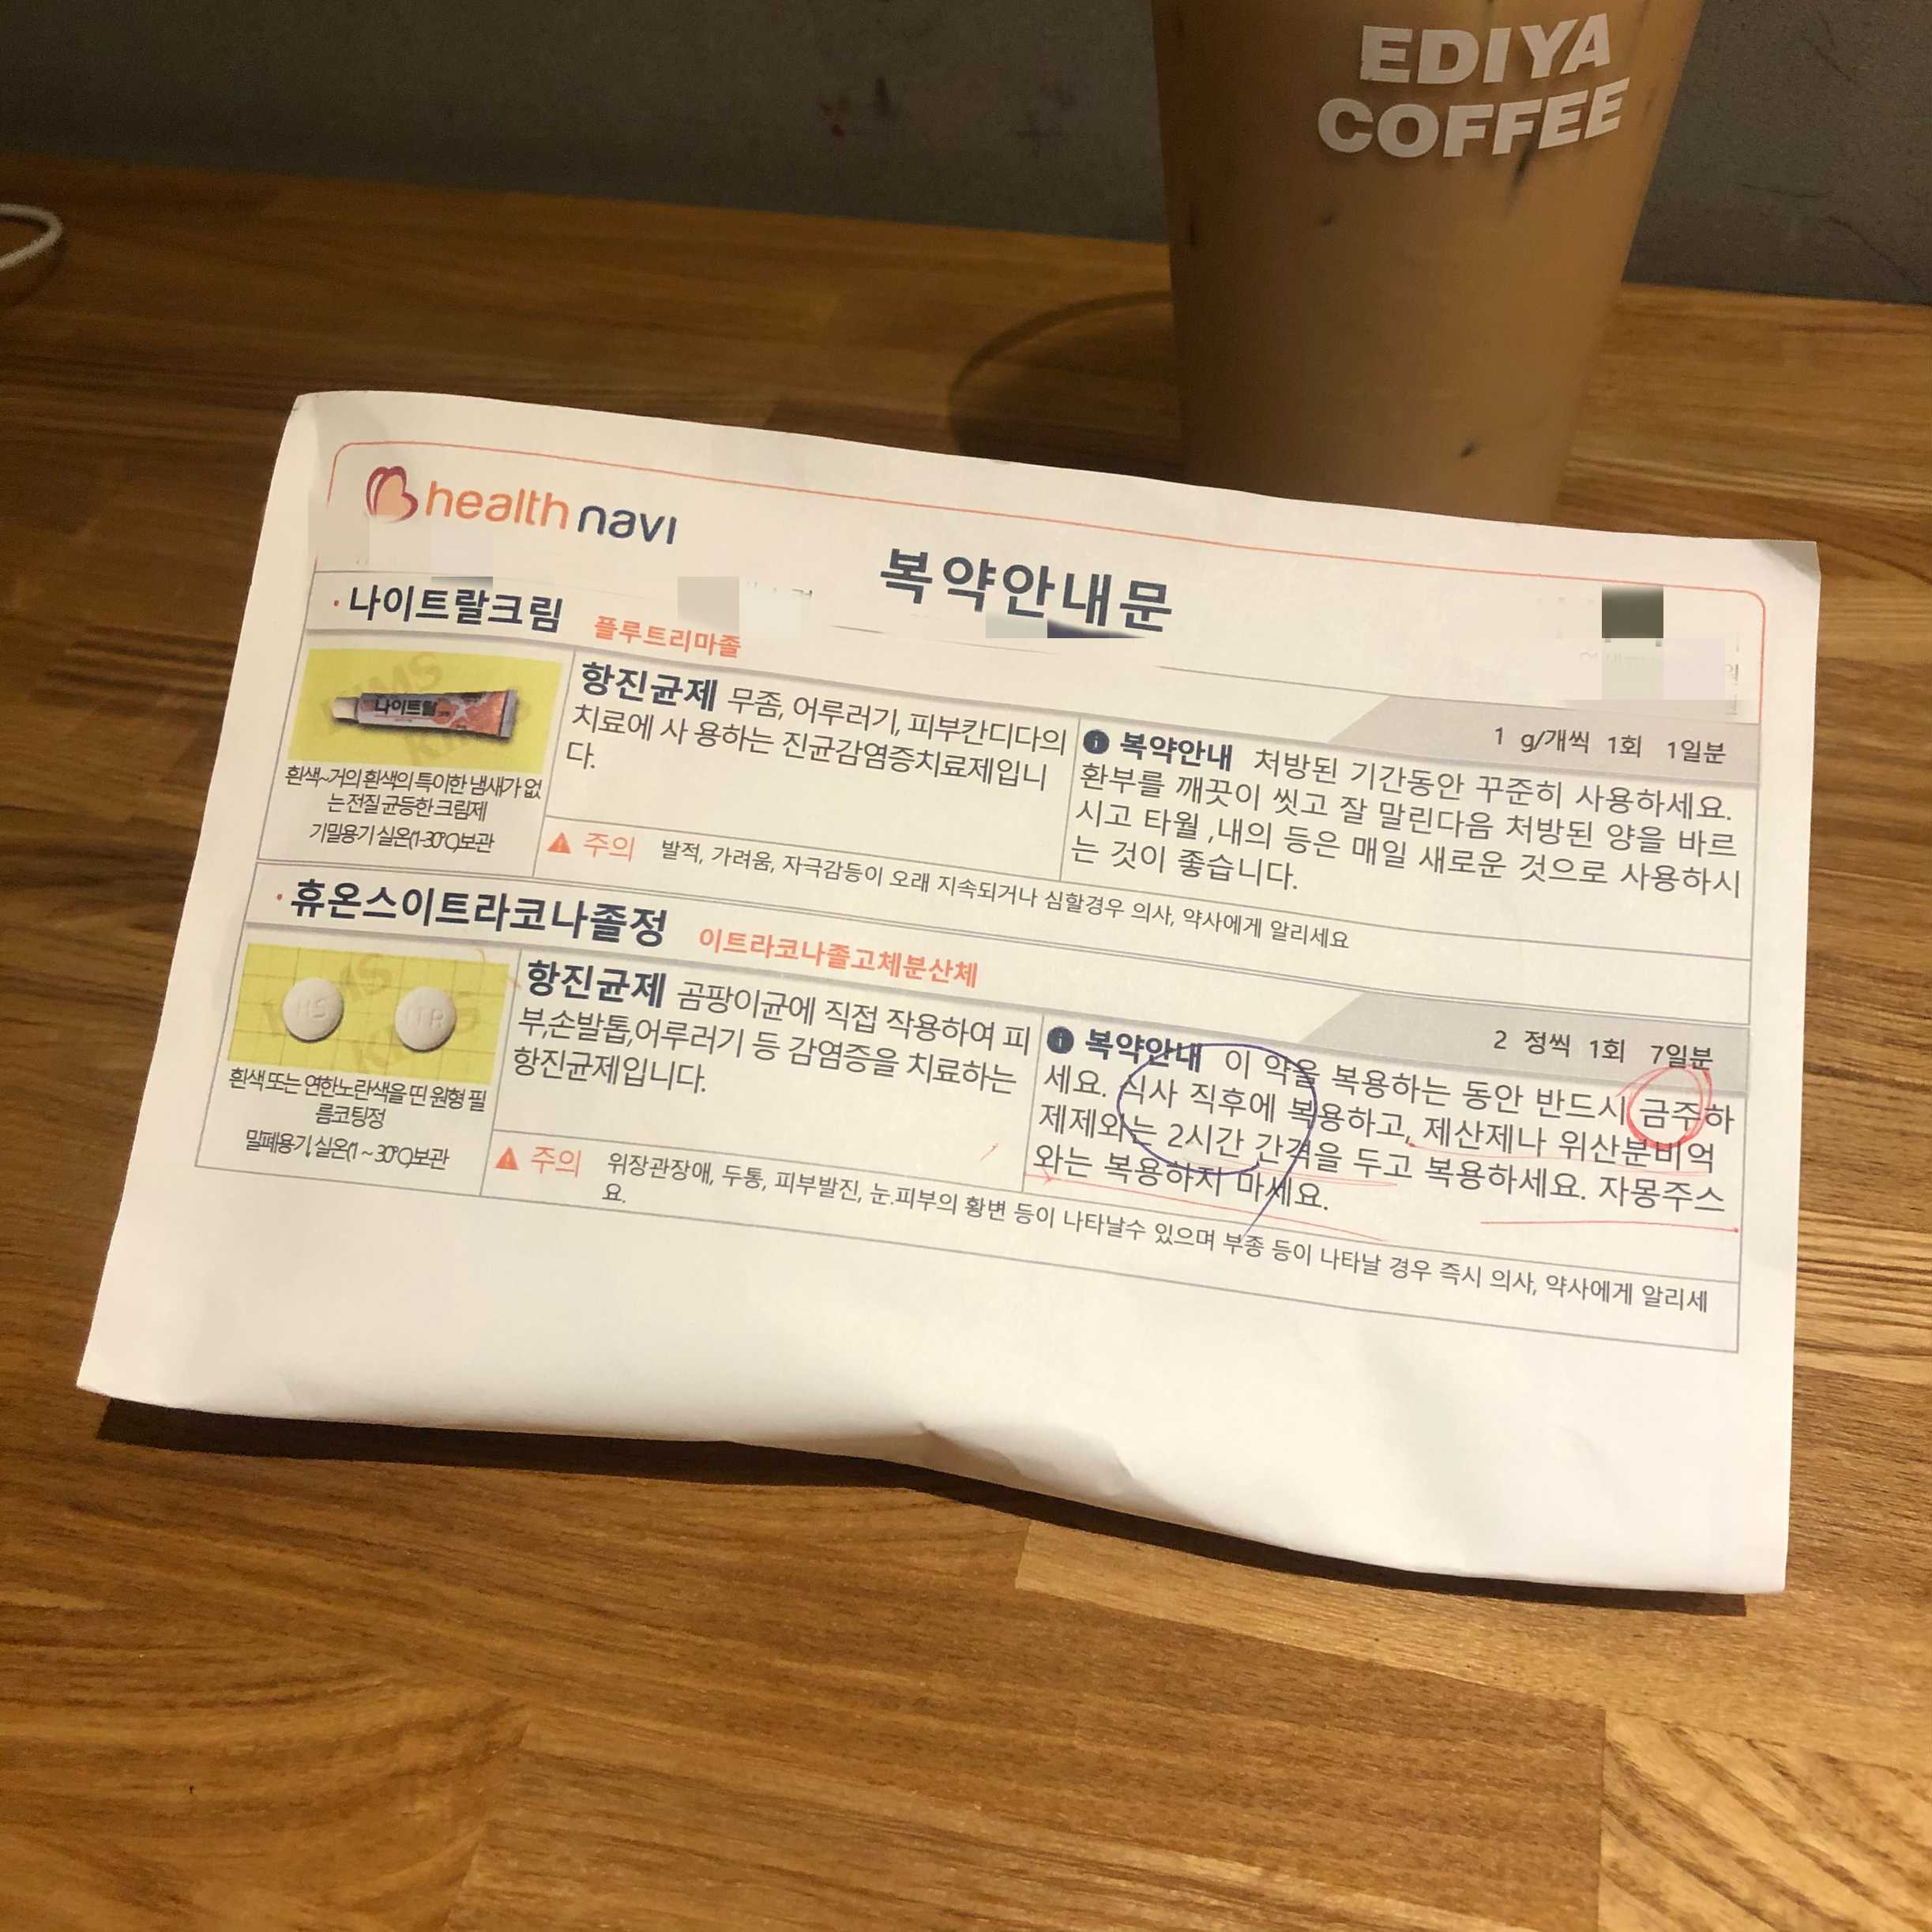 EDIYA
COFFEE
health navi
복약안내문
· 나이트랄크림 플루트리마졸
1 g/개씩 1회 1일분
나이트랄
흰색~거의 흰색의 특이한 냄새가 없
는 전질 균등한 크림제
기밀용기 실온(1-30℃)보관
항진균제 무좀, 어루러기, 피부칸디다의
치료에 사 용하는 진균감염증치료제입니
다.
복약안내 처방된 기간동안 꾸준히 사용하세요.
환부를 깨끗이 씻고 잘 말린다음 처방된 양을 바르
시고 타월 ,내의 등은 매일 새로운 것으로 사용하시
는 것이 좋습니다.
주의 발적, 가려움, 자극감등이 오래 지속되거나 심할경우 의사, 약사에게 알리세요
· 휴온스이트라코나졸정 이트라코나졸고체분산체
2 정씩 1회 7일분
HS ITR
흰색 또는 연한노란색을 띤 원형 필
름코팅정
밀폐용기, 실온(1 ~ 30℃)보관
항진균제 곰팡이균에 직접 작용하여 피
부,손발톱,어루러기 등 감염증을 치료하는
항진균제입니다.
복약안내 이 약을 복용하는 동안 반드시 금주하
세요. 식사 직후에 복용하고, 제산제나 위산분비억
제제와는 2시간 간격을 두고 복용하세요. 자몽주스
와는 복용하지 마세요.
주의 위장관장애, 두통, 피부발진, 눈.피부의 황변 등이 나타날수 있으며 부종 등이 나타날 경우 즉시 의사, 약사에게 알리세
요.